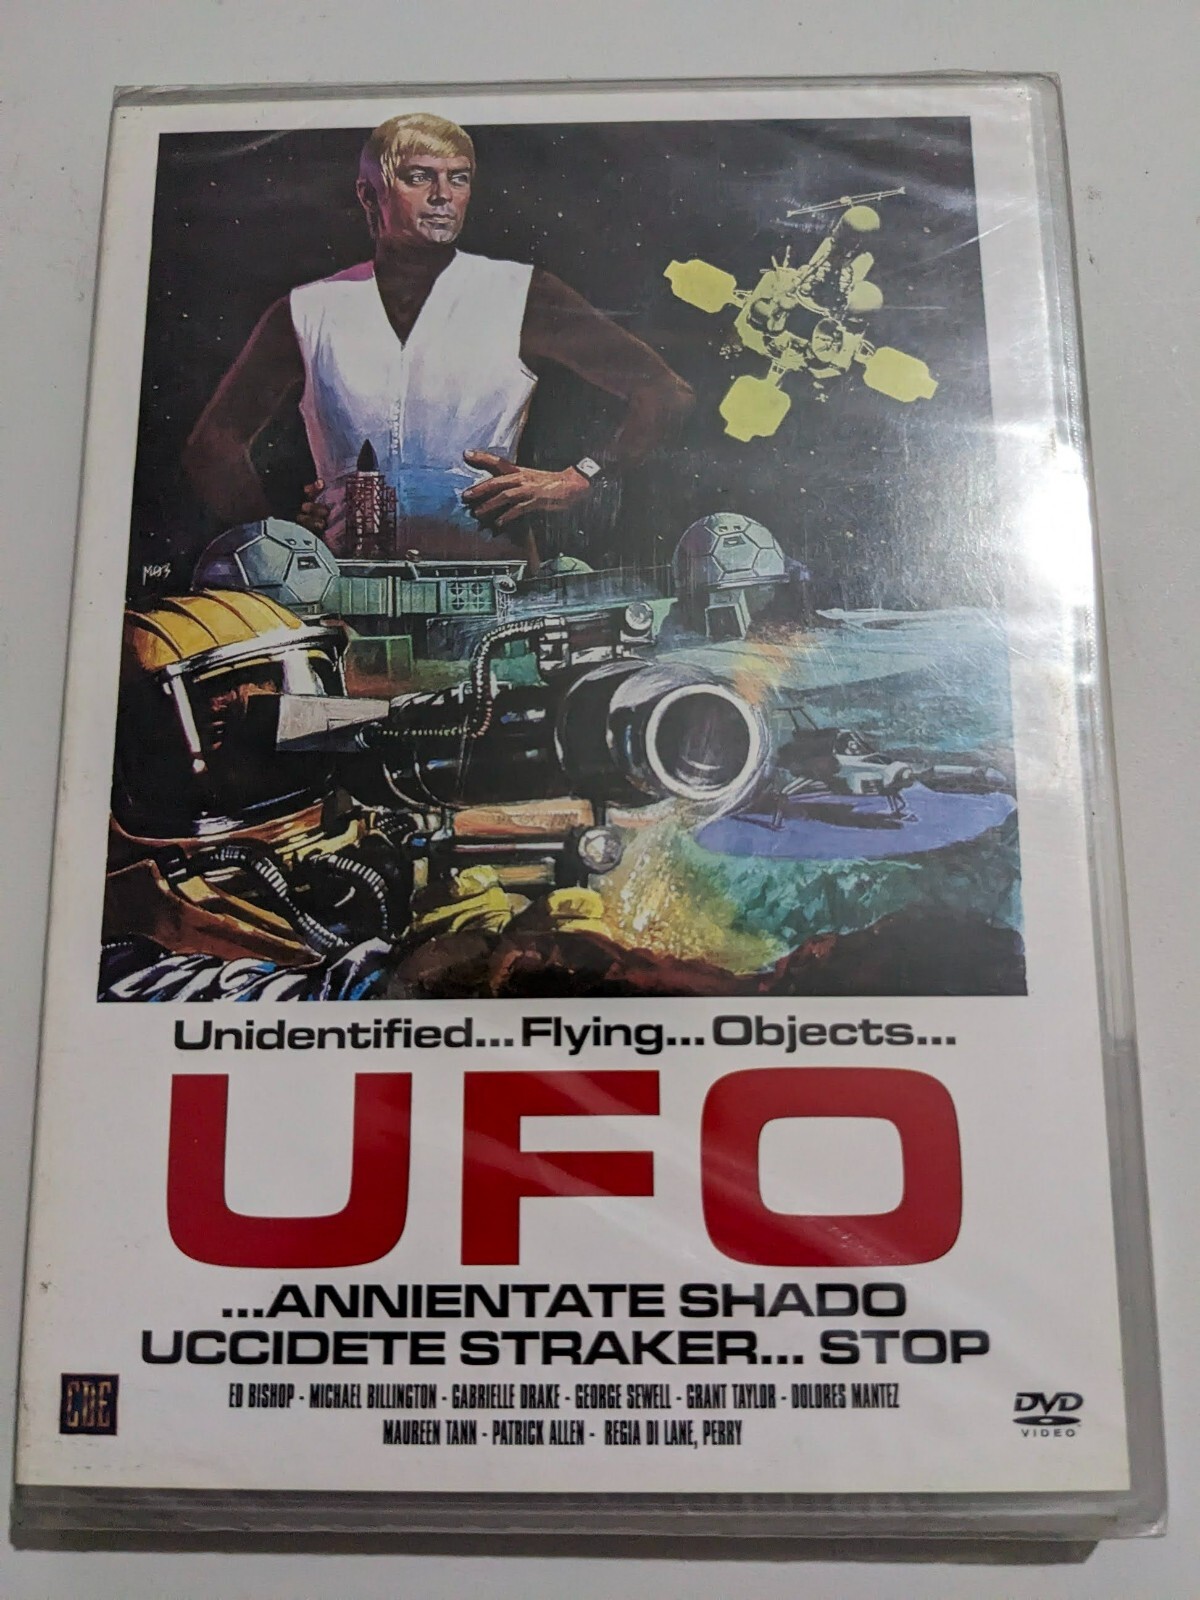 Unidentified... Flying... Objects...
UFO
...ANNIENTATE SHADO
UCCIDETE STRAKER... STOP
CDE
ED BISHOP - MICHAEL BILLINGTON - GABRIELLE DRAKE - GEORGE SEWELL - GRANT TAYLOR - DOLORES MANTEZ
MAUREEN TANN - PATRICK ALLEN - REGIA DI LANE, PERRY
DVD
VIDEO